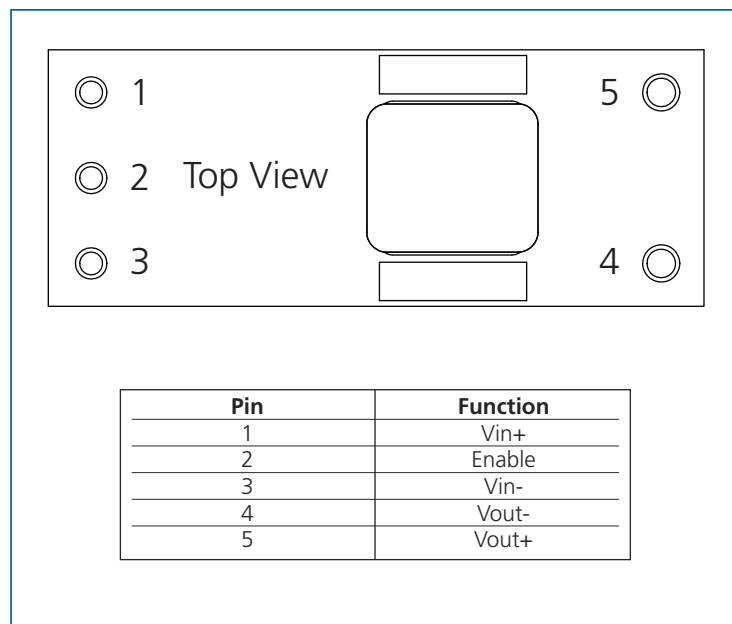 1 5
2 Top View
3 4
Pin Function
1 Vin+
2 Enable
3 Vin-
4 Vout-
5 Vout+